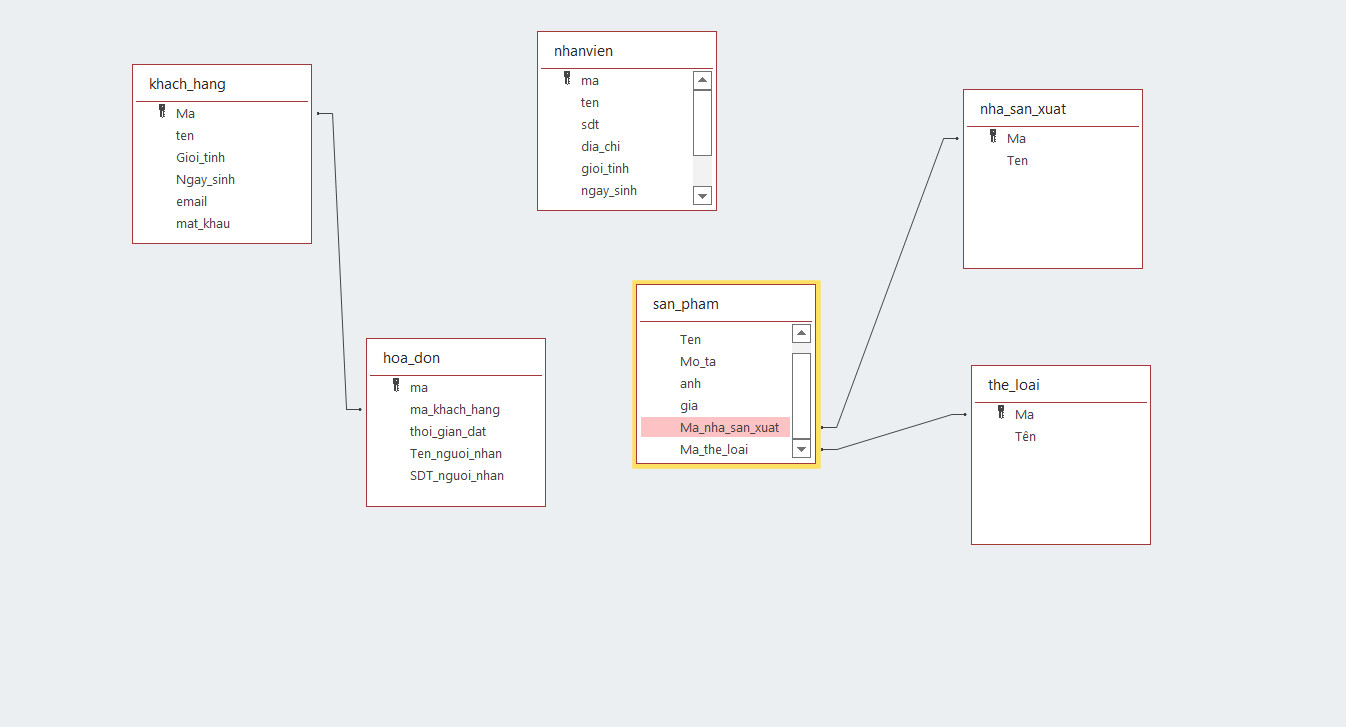 khach_hang
Ma
ten
Gioi_tinh
Ngay_sinh
email
mat_khau
nhanvien
ma
ten
sdt
dia_chi
gioi_tinh
ngay_sinh
nha_san_xuat
Ma
Ten
hoa_don
ma
ma_khach_hang
thoi_gian_dat
Ten_nguoi_nhan
SDT_nguoi_nhan
san_pham
Ten
Mo_ta
anh
gia
Ma_nha_san_xuat
Ma_the_loai
the_loai
Ma
Tên